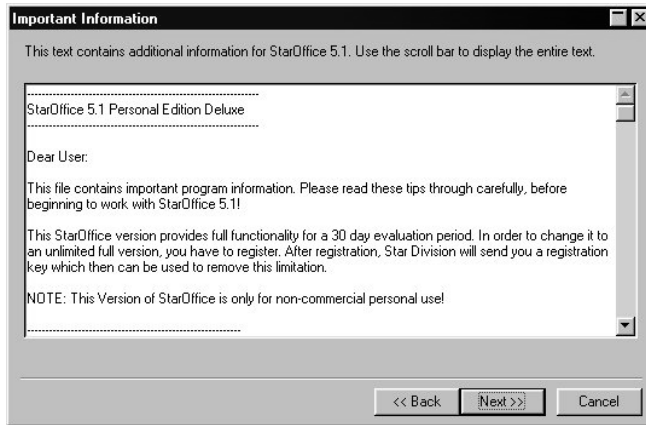 Important Information
This text contains additional information for StarOffice 5.1. Use the scroll bar to display the entire text.
----------------------------------------------------------------
StarOffice 5.1 Personal Edition Deluxe
----------------------------------------------------------------
Dear User:
This file contains important program information. Please read these tips through carefully, before
beginning to work with StarOffice 5.1!
This StarOffice version provides full functionality for a 30 day evaluation period. In order to change it to
an unlimited full version, you have to register. After registration, Star Division will send you a registration
key which then can be used to remove this limitation.
NOTE: This Version of StarOffice is only for non-commercial personal use!
-----------------------------------------------------------
<< Back Next >> Cancel